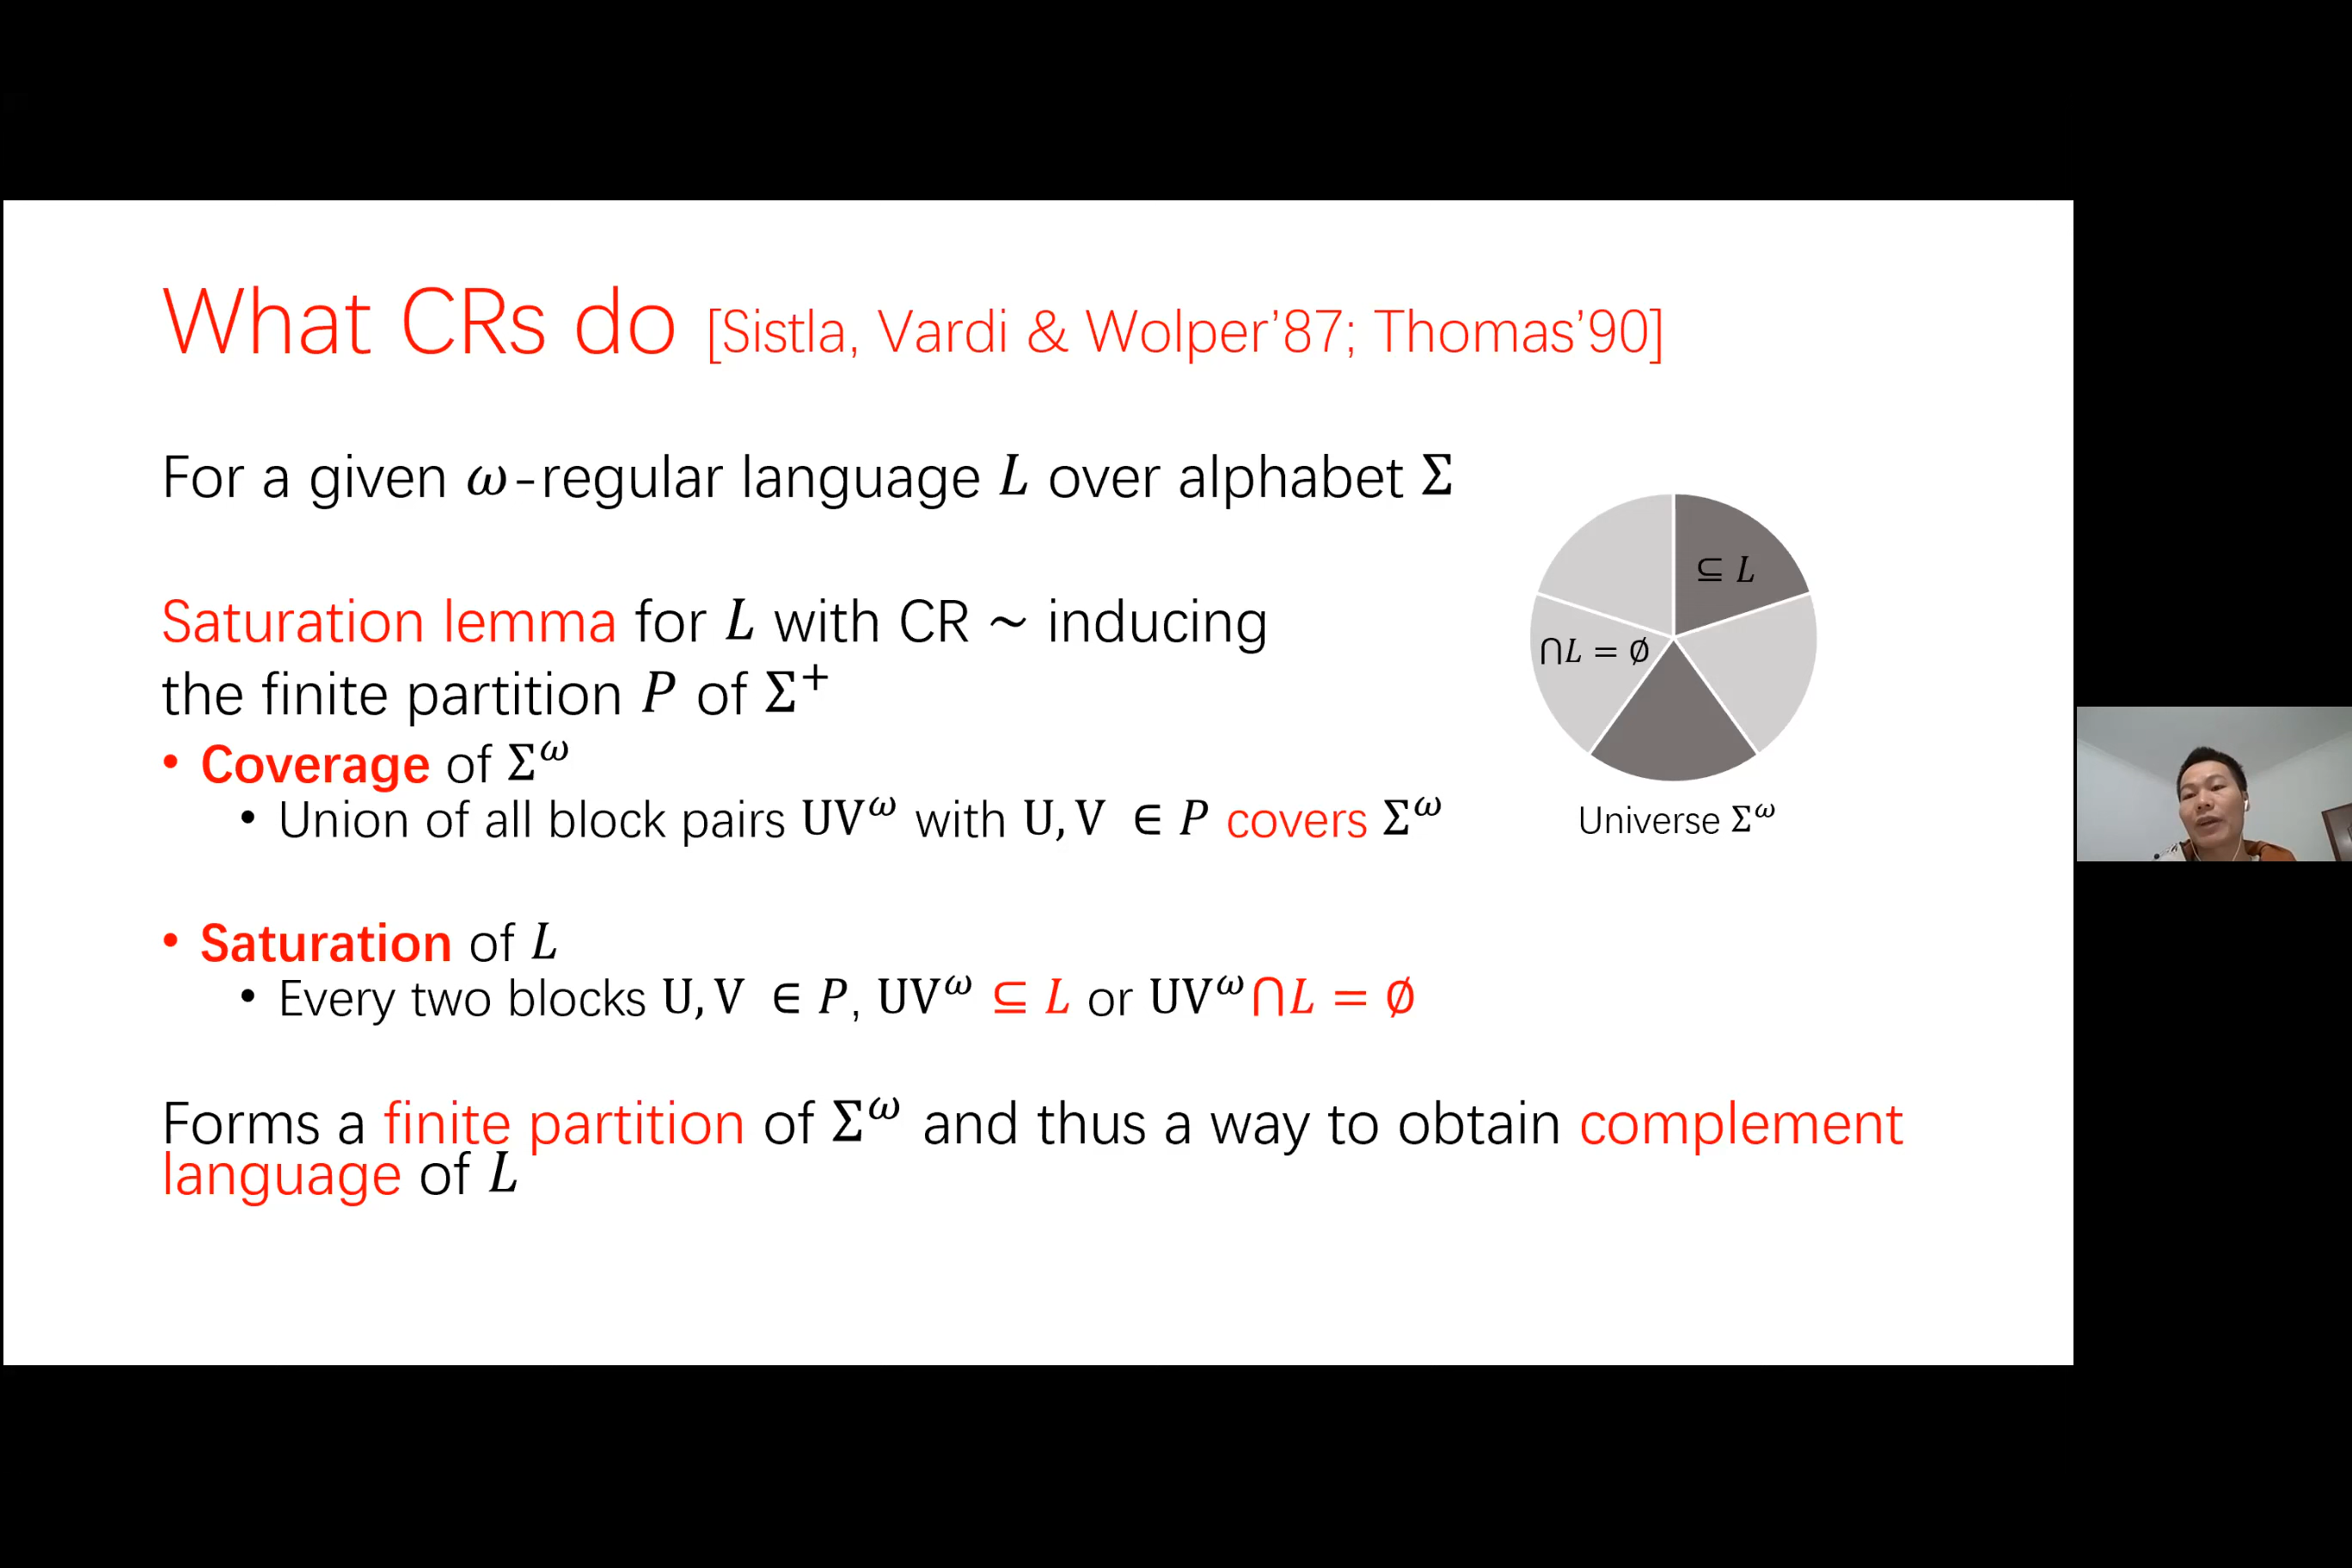 What CRs do [Sistla, Vardi & Wolper’87; Thomas’90]
For a given ω-regular language L over alphabet Σ
Saturation lemma for L with CR ~ inducing
the finite partition P of Σ⁺
• Coverage of Σ^ω
• Union of all block pairs UV^ω with U, V ∈ P covers Σ^ω
• Saturation of L
• Every two blocks U, V ∈ P, UV^ω ⊆ L or UV^ω∩L = ∅
Forms a finite partition of Σ^ω and thus a way to obtain complement
language of L
⊆ L
∩L = ∅
Universe Σ^ω